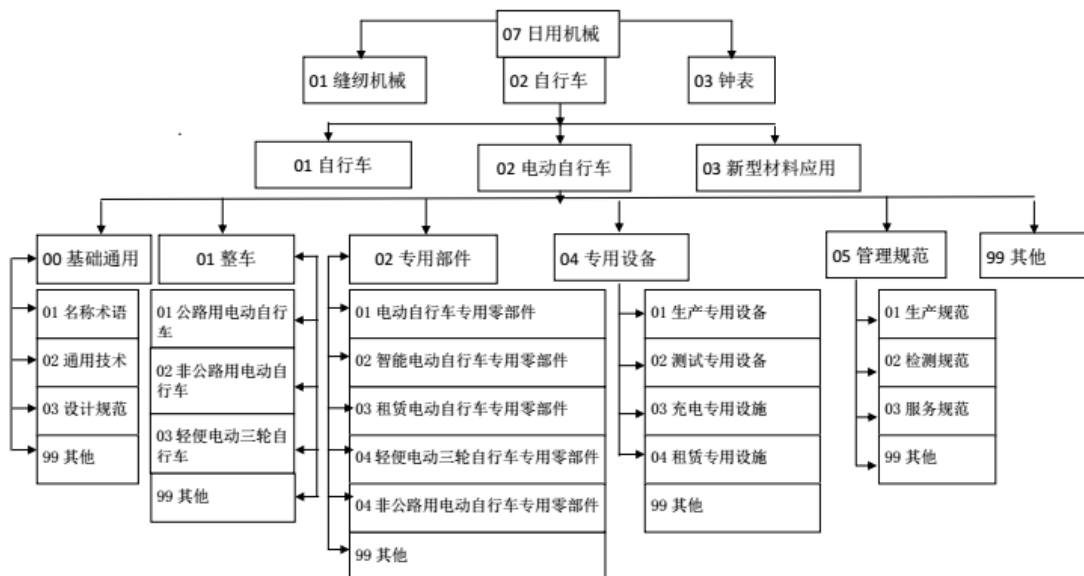 07 日用机械
01 缝纫机械
02 自行车
03 钟表
01 自行车
02 电动自行车
03 新型材料应用
00 基础通用
01 整车
02 专用部件
04 专用设备
05 管理规范
99 其他
01 名称术语
02 通用技术
03 设计规范
99 其他
01 公路用电动自行
车
02 非公路用电动自
行车
03 轻便电动三轮自
行车
99 其他
01 电动自行车专用零部件
02 智能电动自行车专用零部件
03 租赁电动自行车专用零部件
04 轻便电动三轮自行车专用零部件
04 非公路用电动自行车专用零部件
99 其他
01 生产专用设备
02 测试专用设备
03 充电专用设施
04 租赁专用设施
99 其他
01 生产规范
02 检测规范
03 服务规范
99 其他